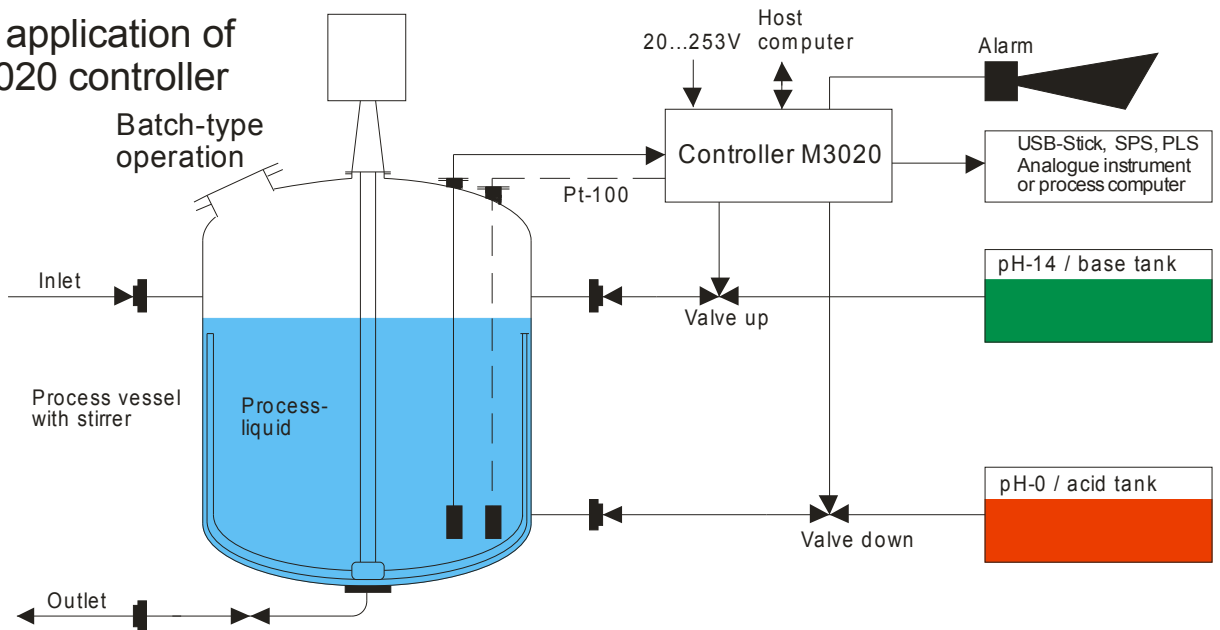 application of
020 controller
Batch-type
operation
20...253V
Host
computer
Alarm
Controller M3020
USB-Stick, SPS, PLS
Analogue instrument
or process computer
Pt-100
Inlet
Valve up
pH-14 / base tank
Process vessel
with stirrer
Process-
liquid
pH-0 / acid tank
Valve down
Outlet